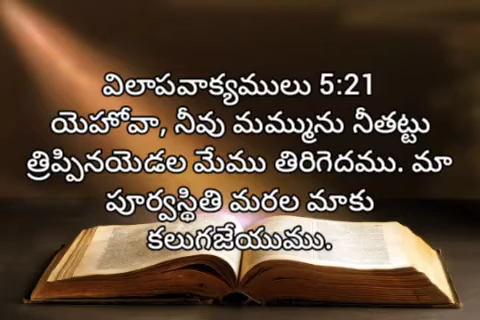 విలాపవాక్యములు 5:21
యెహోవా, నీవు మమ్మును నీతట్టు
త్రిప్పినయెడల మేము తిరిగెదము. మా
పూర్వస్థితి మరల మాకు
కలుగజేయుము.